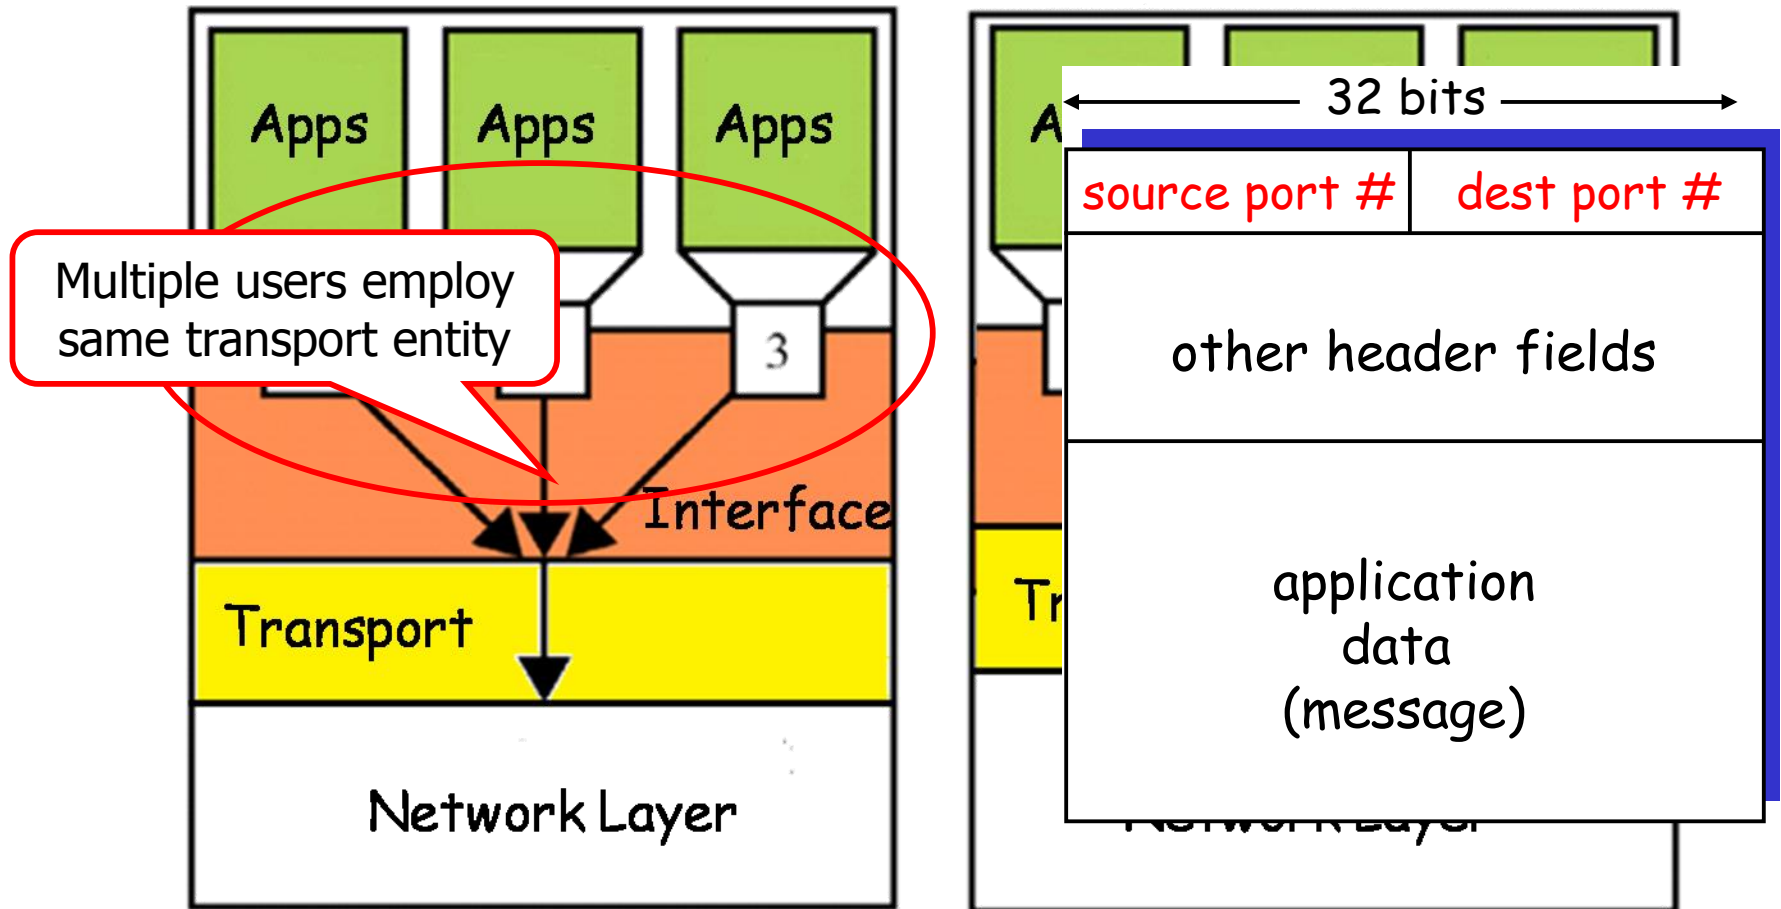 Apps
Apps
Apps
Multiple users employ
same transport entity
3
Interface
Transport
Network Layer
A
32 bits
source port #
dest port #
other header fields
application
data
(message)
Tr